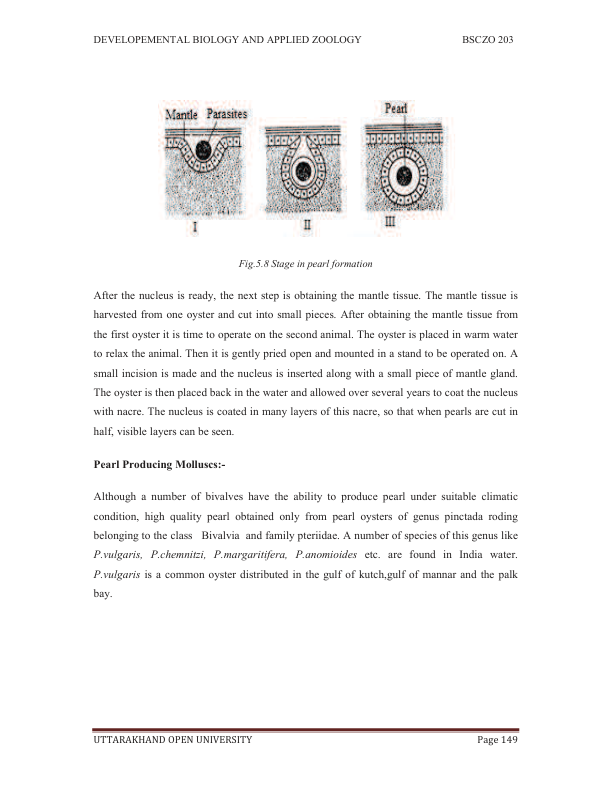 DEVELOPEMENTAL BIOLOGY AND APPLIED ZOOLOGY BSCZO 203
Mantle Parasites Pearl
I II III
Fig.5.8 Stage in pearl formation
After the nucleus is ready, the next step is obtaining the mantle tissue. The mantle tissue is
harvested from one oyster and cut into small pieces. After obtaining the mantle tissue from
the first oyster it is time to operate on the second animal. The oyster is placed in warm water
to relax the animal. Then it is gently pried open and mounted in a stand to be operated on. A
small incision is made and the nucleus is inserted along with a small piece of mantle gland.
The oyster is then placed back in the water and allowed over several years to coat the nucleus
with nacre. The nucleus is coated in many layers of this nacre, so that when pearls are cut in
half, visible layers can be seen.
Pearl Producing Molluscs:-
Although a number of bivalves have the ability to produce pearl under suitable climatic
condition, high quality pearl obtained only from pearl oysters of genus pinctada roding
belonging to the class Bivalvia and family pteriidae. A number of species of this genus like
P.vulgaris, P.chemnitzi, P.margaritifera, P.anomioides etc. are found in India water.
P.vulgaris is a common oyster distributed in the gulf of kutch,gulf of mannar and the palk
bay.
UTTARAKHAND OPEN UNIVERSITY Page 149